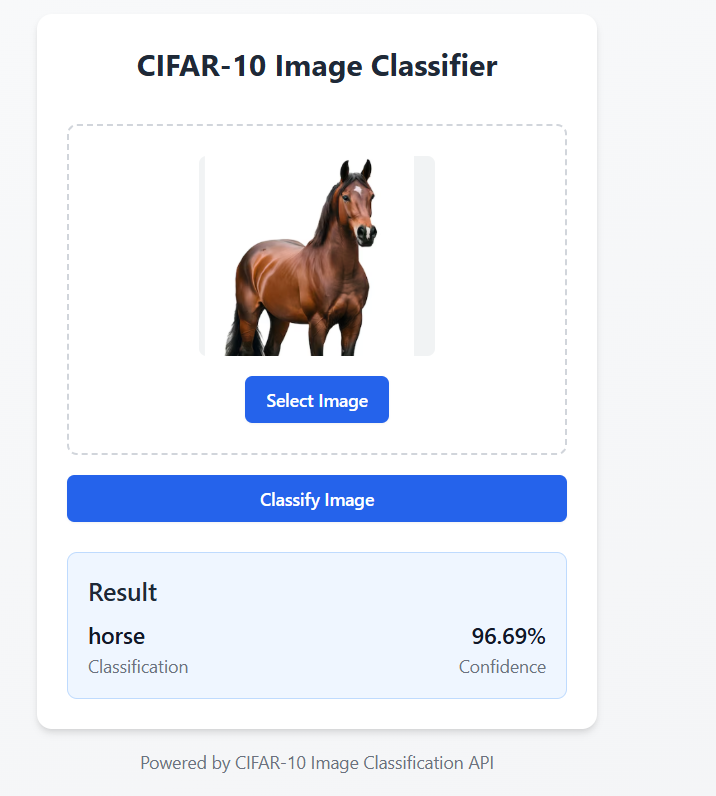 CIFAR-10 Image Classifier
Select Image
Classify Image
Result
horse 96.69%
Classification Confidence
Powered by CIFAR-10 Image Classification API